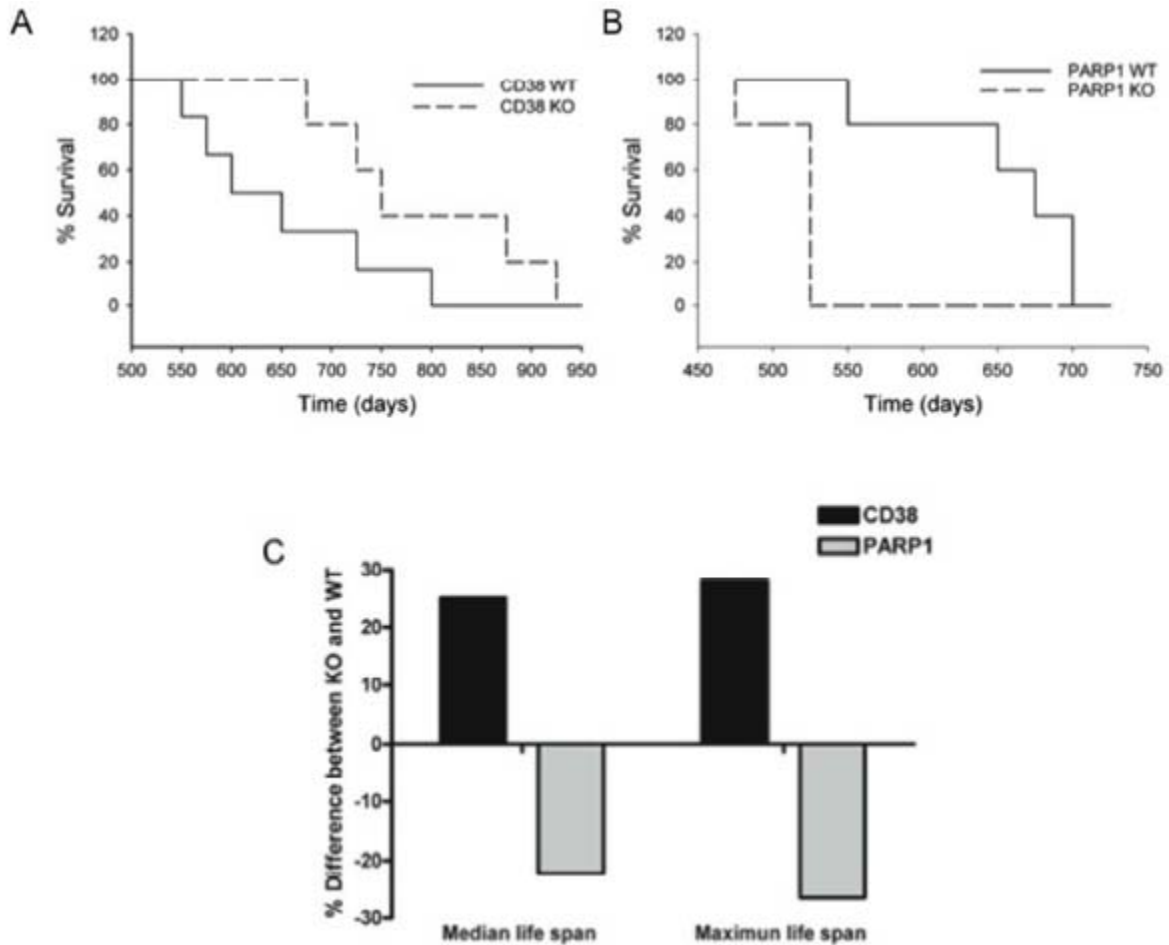 A
120
100
80
60
40
20
0
% Survival
CD38 WT
CD38 KO
500 550 600 650 700 750 800 850 900 950
Time (days)
B
120
100
80
60
40
20
0
% Survival
PARP1 WT
PARP1 KO
450 500 550 600 650 700 750
Time (days)
C
CD38
PARP1
30
20
10
0
-10
-20
-30
% Difference between KO and WT
Median life span
Maximun life span